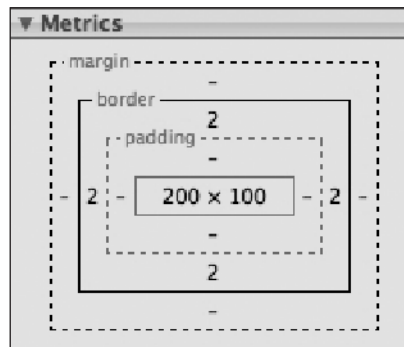 ▼ Metrics
margin
-
border
2
padding
-
- 2 - 200 × 100 - 2 -
-
2
-